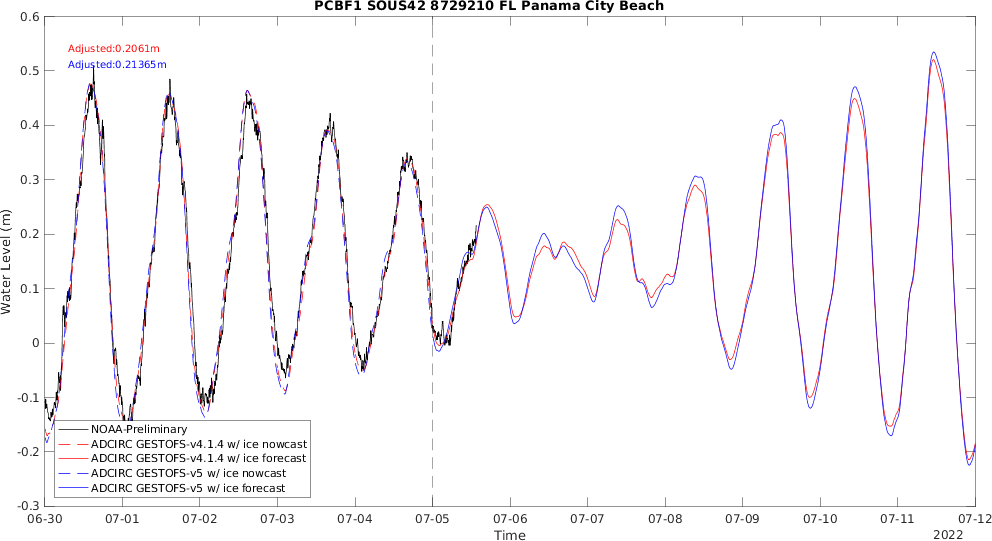 PCBF1 SOUS42 8729210 FL Panama City Beach
0.6
0.5
0.4
0.3
0.2
0.1
0
-0.1
-0.2
-0.3
Water Level (m)
Adjusted:0.2061m
Adjusted:0.21365m
NOAA-Preliminary
ADCIRC GESTOFS-v4.1.4 w/ ice nowcast
ADCIRC GESTOFS-v4.1.4 w/ ice forecast
ADCIRC GESTOFS-v5 w/ ice nowcast
ADCIRC GESTOFS-v5 w/ ice forecast
06-30 07-01 07-02 07-03 07-04 07-05 07-06 07-07 07-08 07-09 07-10 07-11 07-12
Time
2022